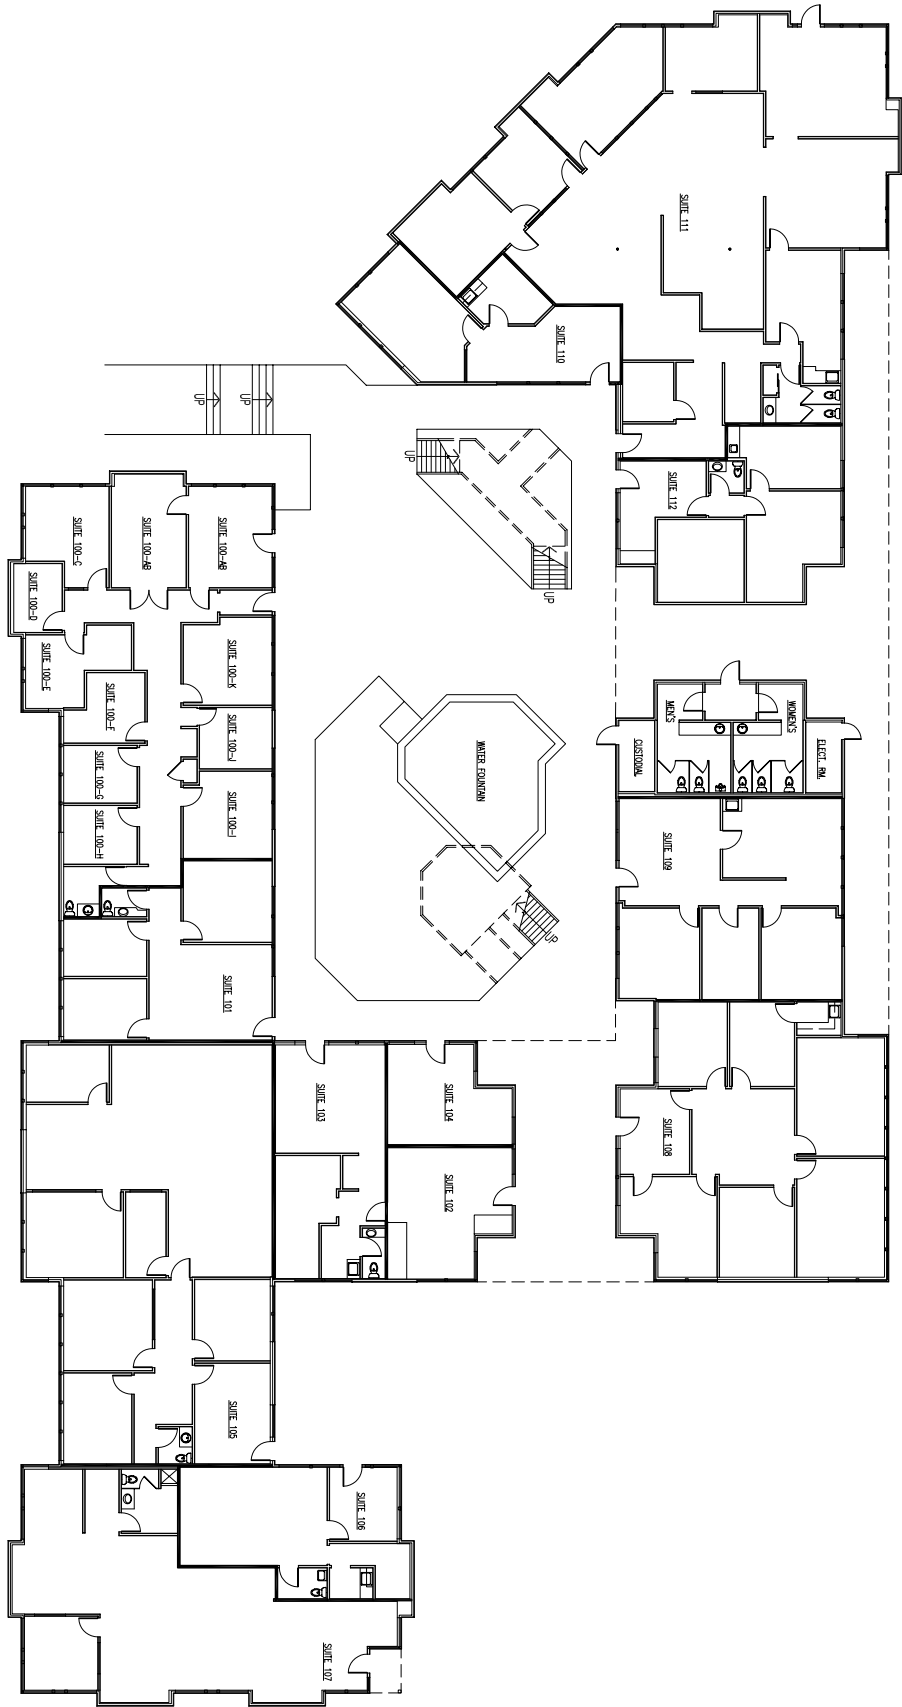 SUITE 111
SUITE 110
UP
UP
UP
SUITE 112
UP
SUITE 100-C
SUITE 100-AB
SUITE 100-AB
SUITE 100-D
SUITE 100-E
SUITE 100-F
SUITE 100-K
SUITE 100-J
SUITE 100-G
SUITE 100-I
SUITE 100-H
MEN'S
WOMEN'S
CUSTODIAL
ELECT. RM.
WATER FOUNTAIN
SUITE 109
UP
SUITE 101
SUITE 103
SUITE 104
SUITE 108
SUITE 102
SUITE 105
SUITE 106
SUITE 107